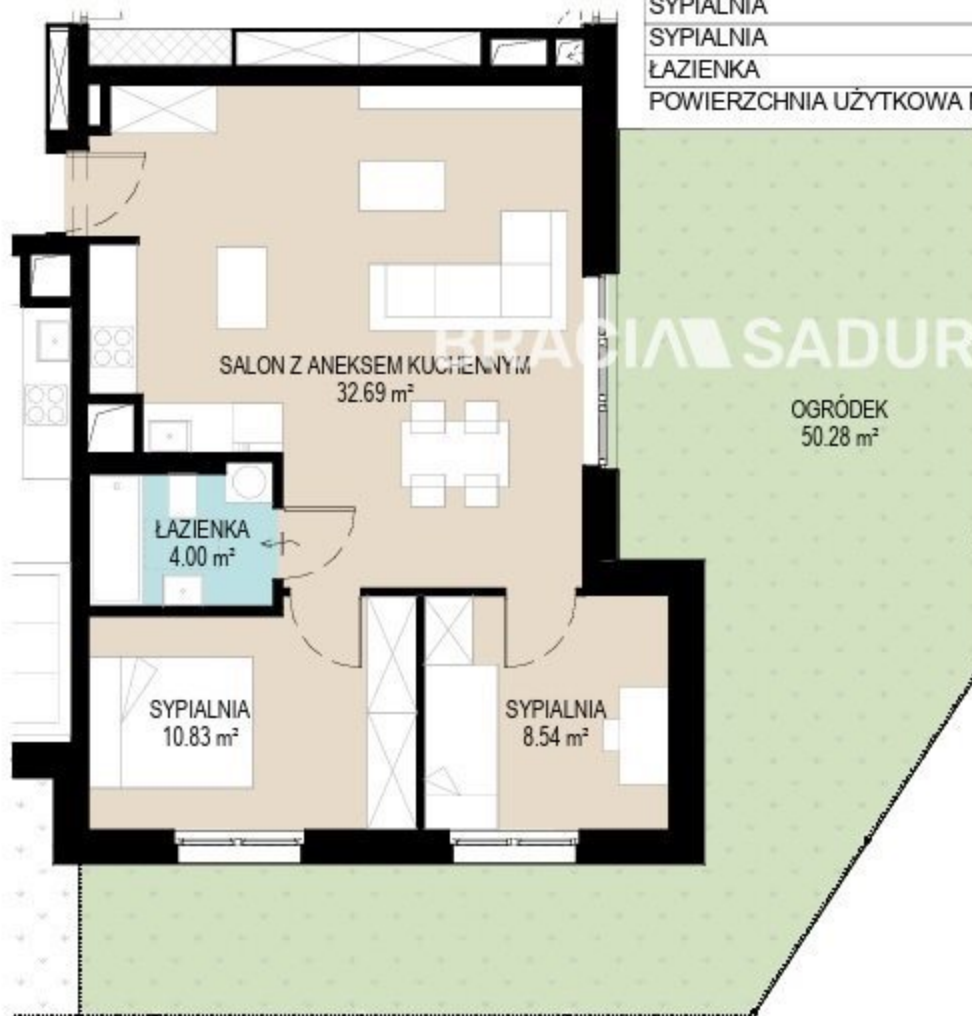 SYPIALNIA
SYPIALNIA
ŁAZIENKA
POWIERZCHNIA UŻYTKOWA
BRACIA SADUR
SALON Z ANEKSEM KUCHENNYM
32.69 m²
OGRÓDEK
50.28 m²
ŁAZIENKA
4.00 m²
SYPIALNIA
10.83 m²
SYPIALNIA
8.54 m²